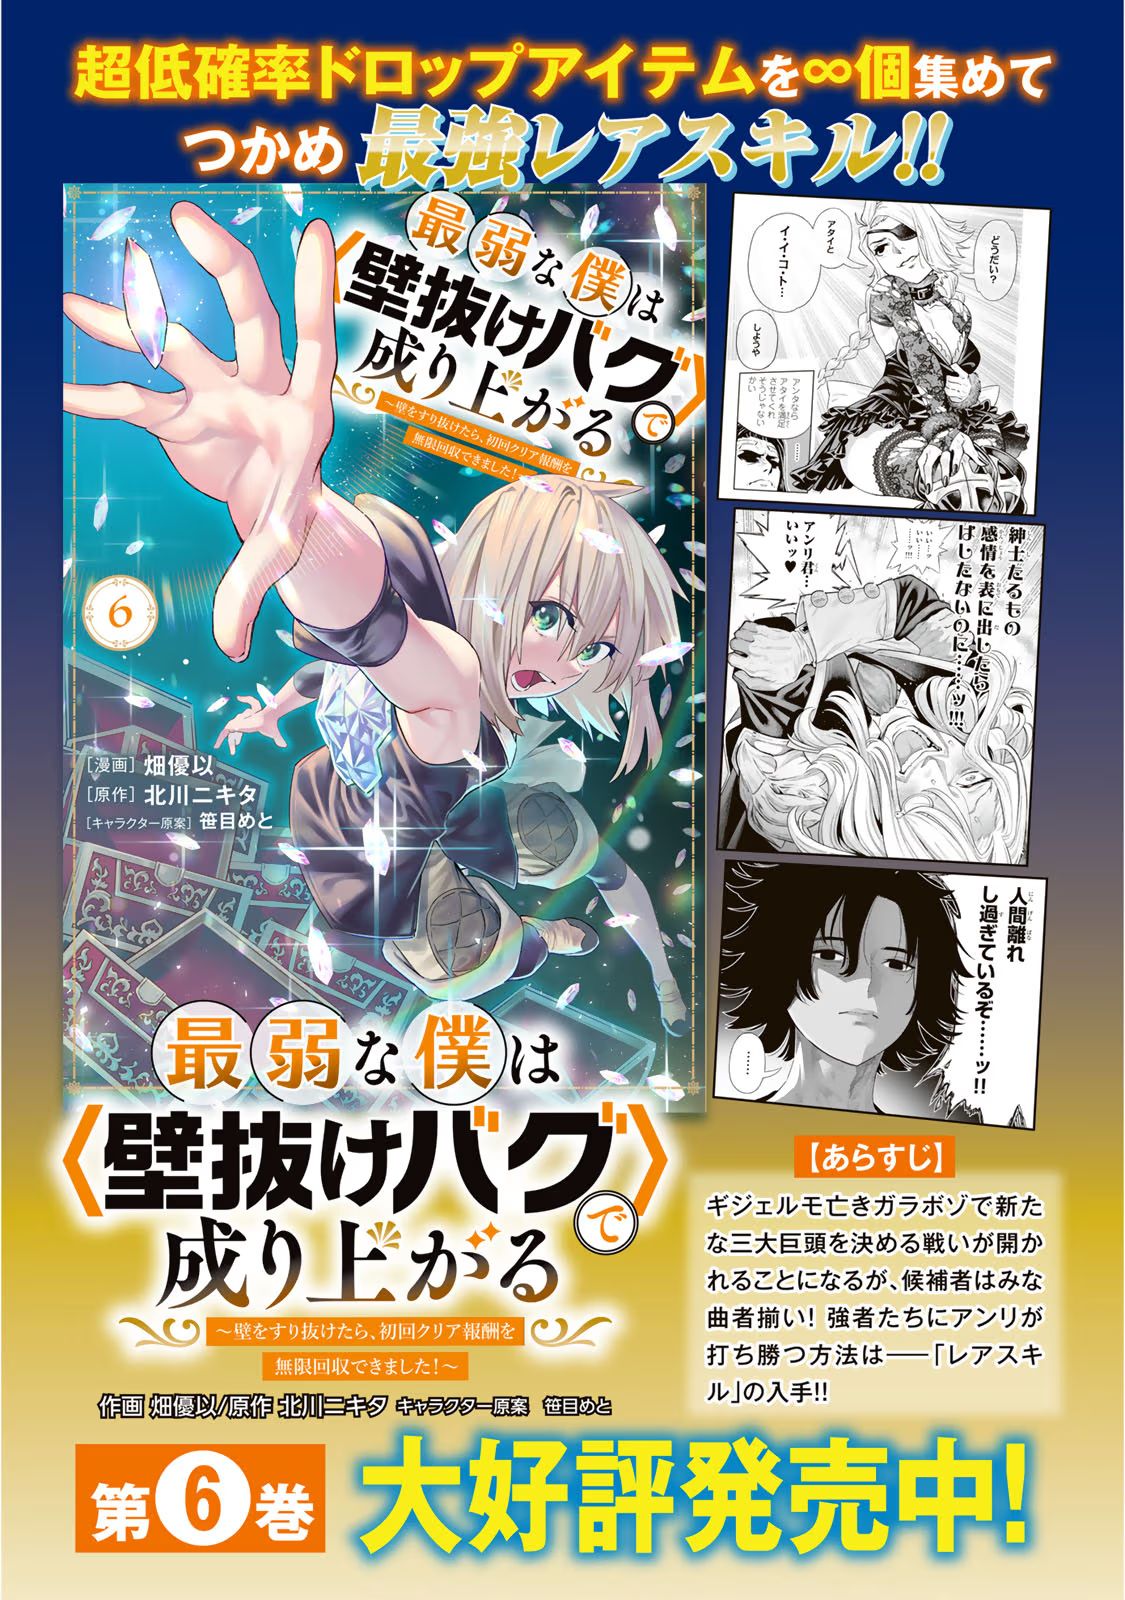 超低確率ドロップアイテムを∞個集めて
つかめ最強レアスキル!!
最弱な僕は
〈壁抜けバグ〉で
成り上がる
~壁をすり抜けたら、初回クリア報酬を
無限回収できました!~
6
[漫画]畑優以
[原作]北川ニキタ
[キャラクター原案]笹目めと
どうだい?
アタイと
イ・イ・コ・ト…
しようや
アンタなら
アタイを満足
させてくれ
そうじゃない
かい
……
紳士たるもの
感情を表に出したら
はしたないのに……ッ!!!
アンリ君…
いいッ♥
人間離れ
し過ぎているぞ……ッ!!
……
最弱な僕は
〈壁抜けバグ〉で
成り上がる
~壁をすり抜けたら、初回クリア報酬を
無限回収できました!~
作画 畑優以/原作 北川ニキタ キャラクター原案 笹目めと
【あらすじ】
ギジェルモ亡きガラボゾで新た
な三大巨頭を決める戦いが開か
れることになるが、候補者はみな
曲者揃い! 強者たちにアンリが
打ち勝つ方法は――「レアスキ
ル」の入手!!
第6巻 大好評発売中!